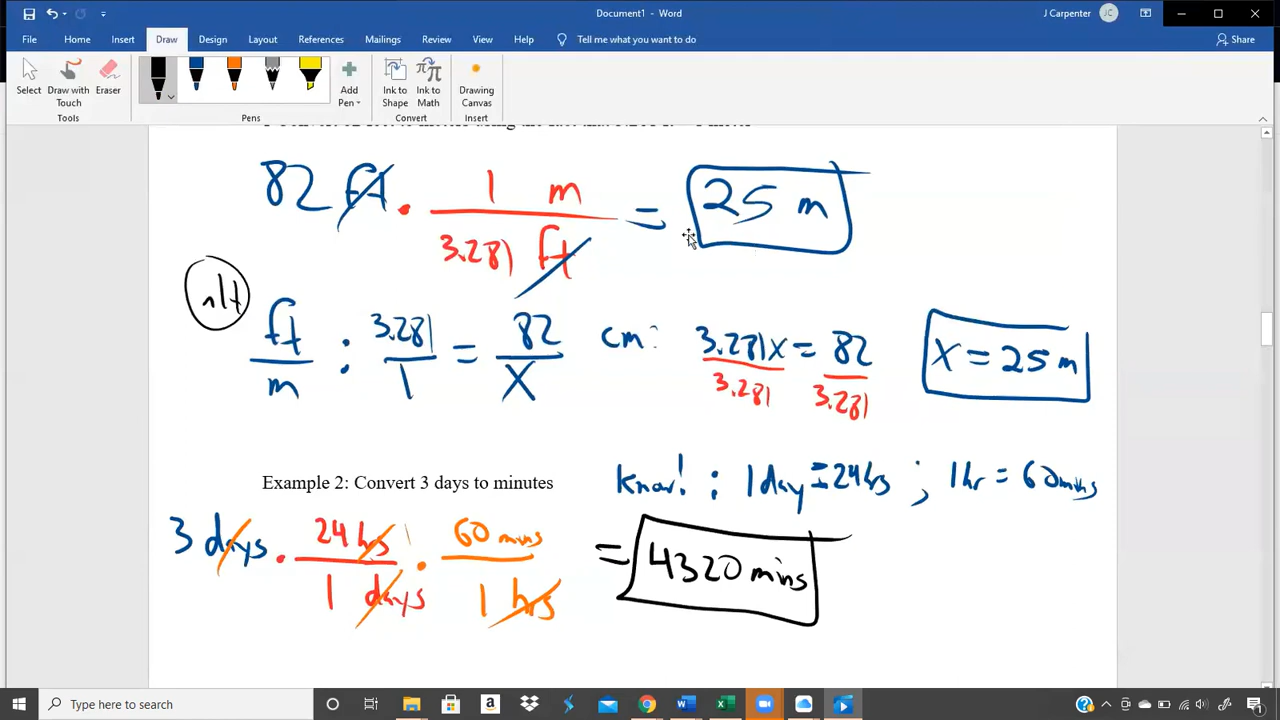 Document1 - Word
J Carpenter JC
File Home Insert Draw Design Layout References Mailings Review View Help Tell me what you want to do Share
Select Draw with Touch Eraser Add Pen Ink to Shape Ink to Math Drawing Canvas
Tools Pens Convert Insert
82 ft · 1 m / 3.281 ft = 25 m
alt
ft / m : 3.281 / 1 = 82 / X cm: 3.281x = 82 X = 25 m
3.281 3.281
Example 2: Convert 3 days to minutes Know! : 1 day = 24 hrs ; 1 hr = 60 mins
3 days · 24 hrs / 1 days · 60 mins / 1 hrs = 4320 mins
Type here to search